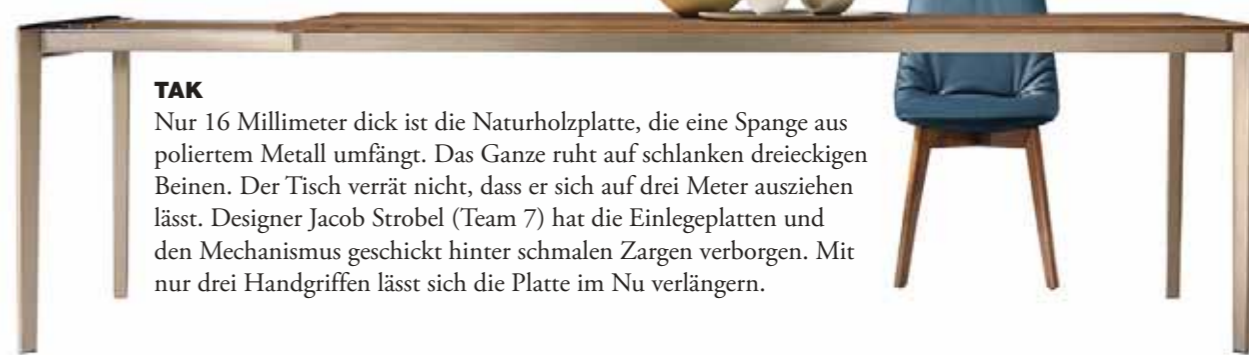 TAK
Nur 16 Millimeter dick ist die Naturholzplatte, die eine Spange aus
poliertem Metall umfängt. Das Ganze ruht auf schlanken dreieckigen
Beinen. Der Tisch verrät nicht, dass er sich auf drei Meter ausziehen
lässt. Designer Jacob Strobel (Team 7) hat die Einlegeplatten und
den Mechanismus geschickt hinter schmalen Zargen verborgen. Mit
nur drei Handgriffen lässt sich die Platte im Nu verlängern.